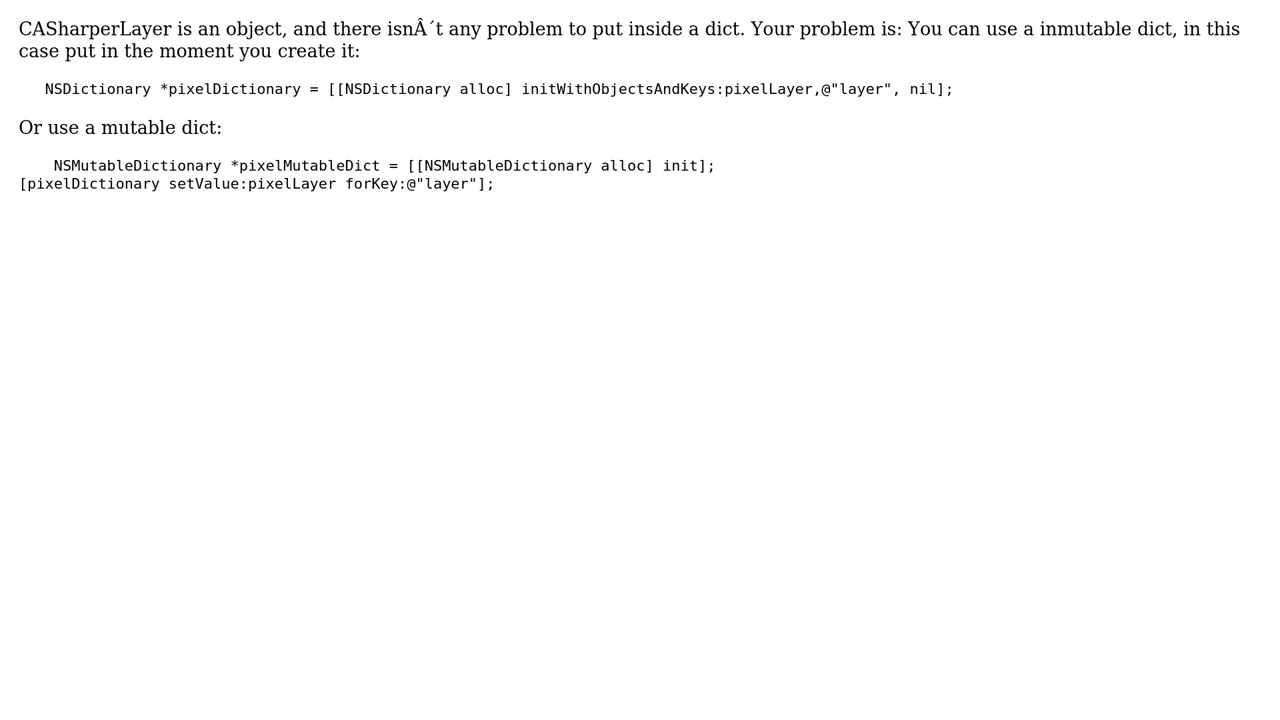 CASharperLayer is an object, and there isnÂ´t any problem to put inside a dict. Your problem is: You can use a inmutable dict, in this
case put in the moment you create it:
NSDictionary *pixelDictionary = [[NSDictionary alloc] initWithObjectsAndKeys:pixelLayer,@"layer", nil];
Or use a mutable dict:
NSMutableDictionary *pixelMutableDict = [[NSMutableDictionary alloc] init];
[pixelDictionary setValue:pixelLayer forKey:@"layer"];